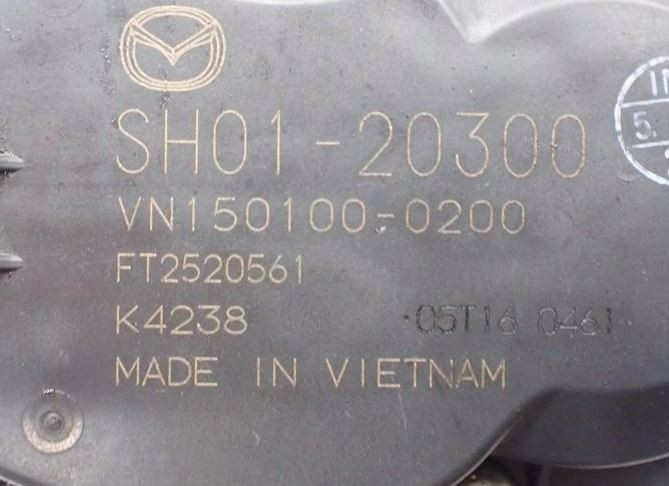 SH01-20300
VN150100-0200
FT2520561
K4238
05T16 0461
MADE IN VIETNAM